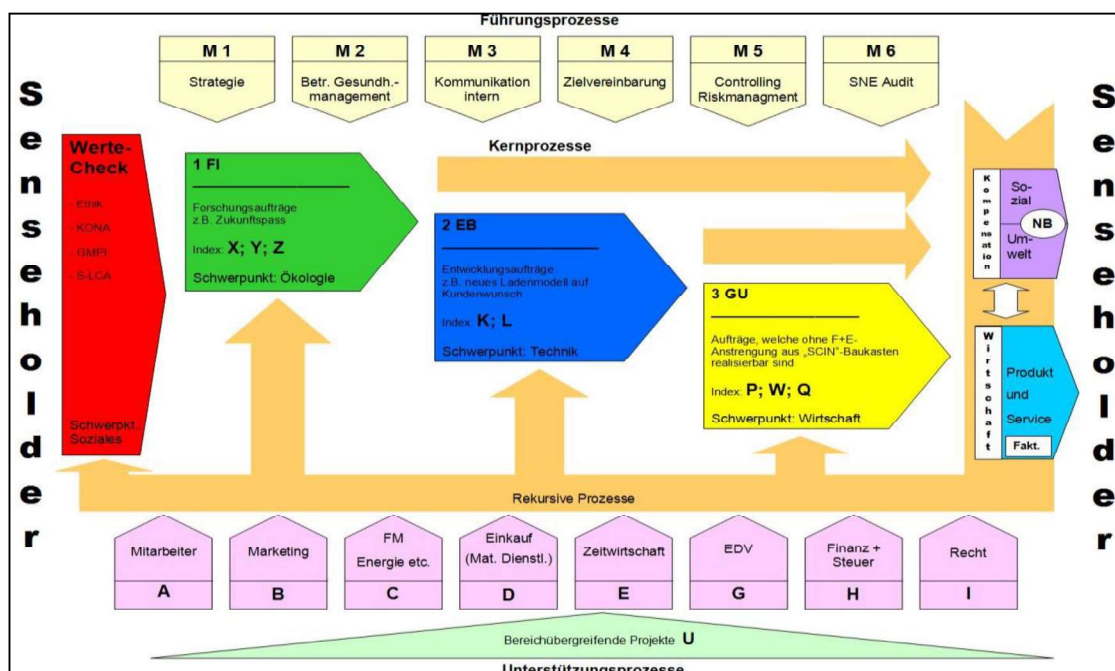 Führungsprozesse
M 1
Strategie
M 2
Betr. Gesundh.-
management
M 3
Kommunikation
intern
M 4
Zielvereinbarung
M 5
Controlling
Riskmanagment
M 6
SNE Audit
Senseholder
Werte-
Check
- Ethik
- KONA
- GMPI
- S-LCA
Schwerpkt.
Soziales
Kernprozesse
1 FI
Forschungsaufträge
z.B. Zukunftspass
Index: X; Y; Z
Schwerpunkt: Ökologie
2 EB
Entwicklungsaufträge
z.B. neues Ladenmodell auf
Kundenwunsch
Index: K; L
Schwerpunkt: Technik
3 GU
Aufträge, welche ohne F+E-
Anstrengung aus „SCIN"-Baukasten
realisierbar sind
Index: P; W; Q
Schwerpunkt: Wirtschaft
Kompensation
So-
zial
NB
Um-
welt
Wirtschaft
Produkt
und
Service
Fakt.
Senseholder
Rekursive Prozesse
Mitarbeiter
A
Marketing
B
FM
Energie etc.
C
Einkauf
(Mat. Dienstl.)
D
Zeitwirtschaft
E
EDV
G
Finanz +
Steuer
H
Recht
I
Bereichübergreifende Projekte U
Unterstützungsprozesse